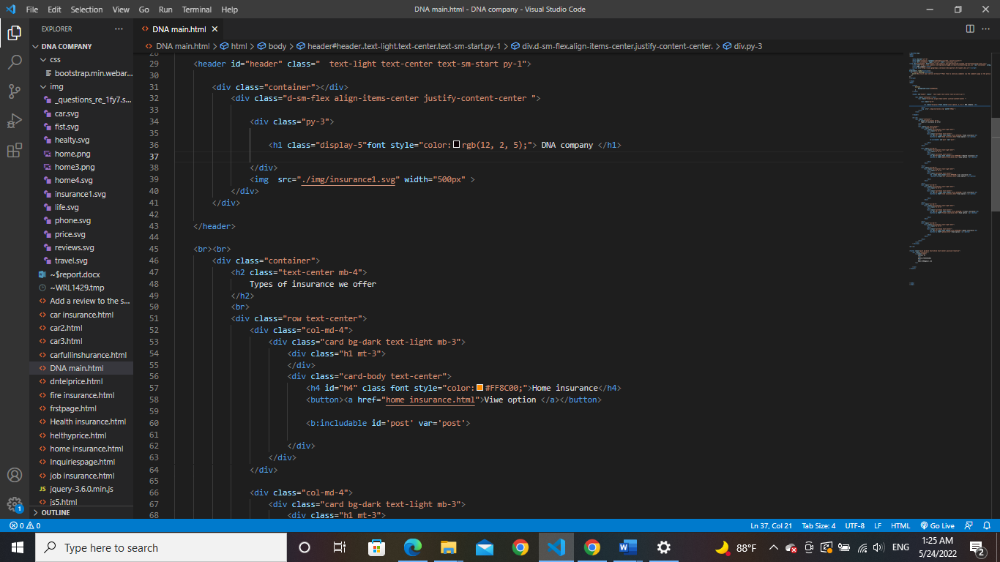 File Edit Selection View Go Run Terminal Help
DNA main.html - DNA company - Visual Studio Code
EXPLORER
DNA COMPANY
css
bootstrap.min.webar...
img
_questions_re_1fy7.s...
car.svg
fist.svg
healty.svg
home.png
home3.png
home4.svg
insurance1.svg
life.svg
phone.svg
price.svg
reviews.svg
travel.svg
~$report.docx
~WRL1429.tmp
Add a review to the s...
car insurance.html
car2.html
car3.html
carfullinshurance.html
DNA main.html
dntelprice.html
fire insurance.html
frstpage.html
Health insurance.html
helthyprice.html
home insurance.html
Inquiriespage.html
job insurance.html
JS jquery-3.6.0.min.js
js5.html
OUTLINE
DNA main.html
DNA main.html > html > body > header#header..text-light.text-center.text-sm-start.py-1 > div.d-sm-flex.align-items-center.justify-content-center. > div.py-3
28
29 <header id="header" class="  text-light text-center text-sm-start py-1">
30
31 <div class="container"></div>
32 <div class="d-sm-flex align-items-center justify-content-center ">
33
34 <div class="py-3">
35
36 <h1 class="display-5"font style="color:rgb(12, 2, 5);"> DNA company </h1>
37
38 </div>
39 <img  src="./img/insurance1.svg" width="500px" >
40 </div>
41 </div>
42
43 </header>
44
45 <br><br>
46 <div class="container">
47 <h2 class="text-center mb-4">
48 Types of insurance we offer
49 </h2>
50 <br>
51 <div class="row text-center">
52 <div class="col-md-4">
53 <div class="card bg-dark text-light mb-3">
54 <div class="h1 mt-3">
55 </div>
56 <div class="card-body text-center">
57 <h4 id="h4" class font style="color:#FF8C00;">Home insurance</h4>
58 <button><a href="home insurance.html">Viwe option </a></button>
59
60 <b:includable id='post' var='post'>
61
62 </div>
63 </div>
64 </div>
65
66 <div class="col-md-4">
67 <div class="card bg-dark text-light mb-3">
68 <div class="h1 mt-3">
1
0 0
Ln 37, Col 21 Tab Size: 4 UTF-8 LF HTML Go Live
Type here to search
88°F
ENG
1:25 AM
5/24/2022
2